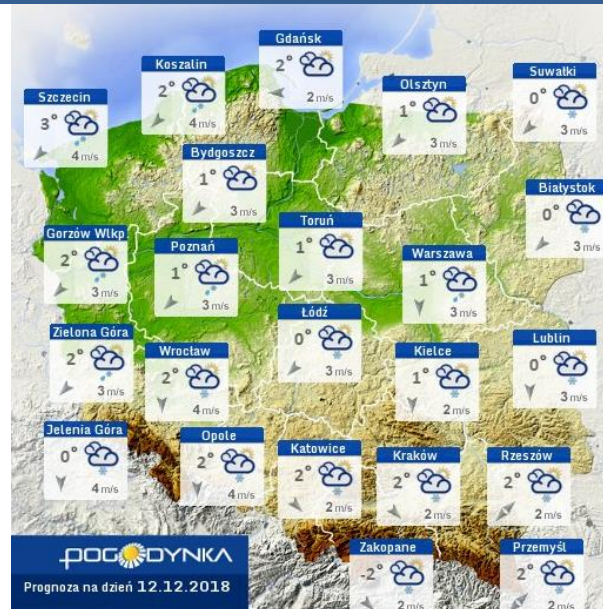 Gdańsk
2°
2 m/s
Koszalin
2°
4 m/s
Suwałki
0°
3 m/s
Olsztyn
1°
3 m/s
Szczecin
3°
4 m/s
Bydgoszcz
1°
3 m/s
Białystok
0°
3 m/s
Toruń
1°
3 m/s
Gorzów Wlkp
2°
3 m/s
Poznań
1°
3 m/s
Warszawa
1°
3 m/s
Łódź
0°
3 m/s
Zielona Góra
2°
3 m/s
Lublin
0°
3 m/s
Wrocław
2°
4 m/s
Kielce
1°
2 m/s
Jelenia Góra
0°
4 m/s
Opole
2°
4 m/s
Katowice
2°
2 m/s
Kraków
2°
2 m/s
Rzeszów
2°
2 m/s
Zakopane
-2°
2 m/s
Przemyśl
2°
2 m/s
POGODYNKA
Prognoza na dzień 12.12.2018